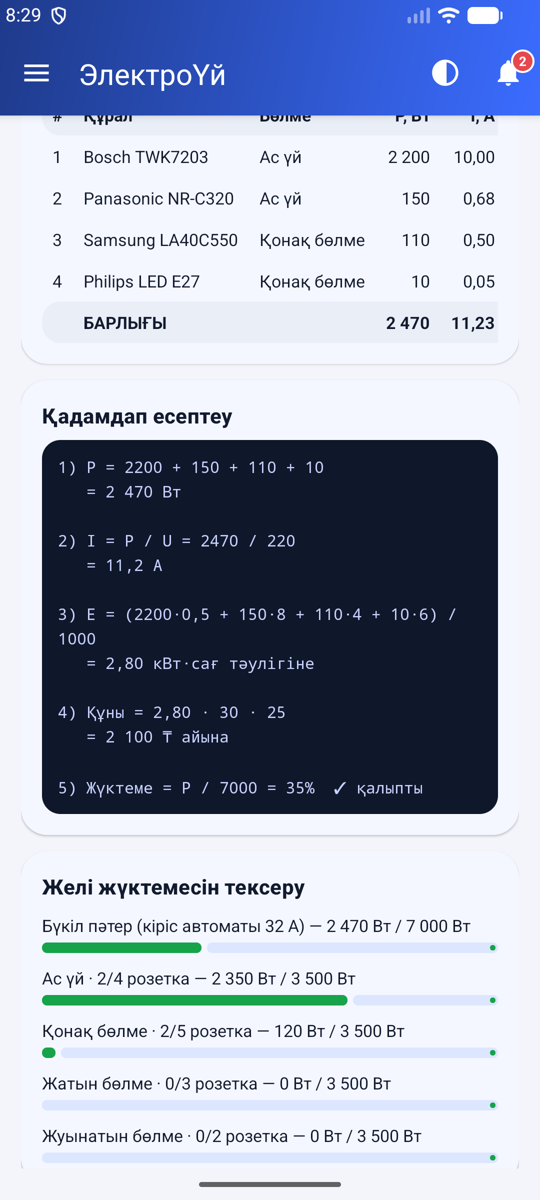 8:29
ЭлектроҮй
2
# Құрал Бөлме P, Вт I, А
1 Bosch TWK7203 Ас үй 2 200 10,00
2 Panasonic NR-C320 Ас үй 150 0,68
3 Samsung LA40C550 Қонақ бөлме 110 0,50
4 Philips LED E27 Қонақ бөлме 10 0,05
БАРЛЫҒЫ 2 470 11,23
Қадамдап есептеу
1) P = 2200 + 150 + 110 + 10
= 2 470 Вт
2) I = P / U = 2470 / 220
= 11,2 А
3) E = (2200·0,5 + 150·8 + 110·4 + 10·6) /
1000
= 2,80 кВт·сағ тәулігіне
4) Құны = 2,80 · 30 · 25
= 2 100 ₸ айына
5) Жүктеме = P / 7000 = 35% ✓ қалыпты
Желі жүктемесін тексеру
Бүкіл пәтер (кіріс автоматы 32 А) — 2 470 Вт / 7 000 Вт
Ас үй · 2/4 розетка — 2 350 Вт / 3 500 Вт
Қонақ бөлме · 2/5 розетка — 120 Вт / 3 500 Вт
Жатын бөлме · 0/3 розетка — 0 Вт / 3 500 Вт
Жуынатын бөлме · 0/2 розетка — 0 Вт / 3 500 Вт